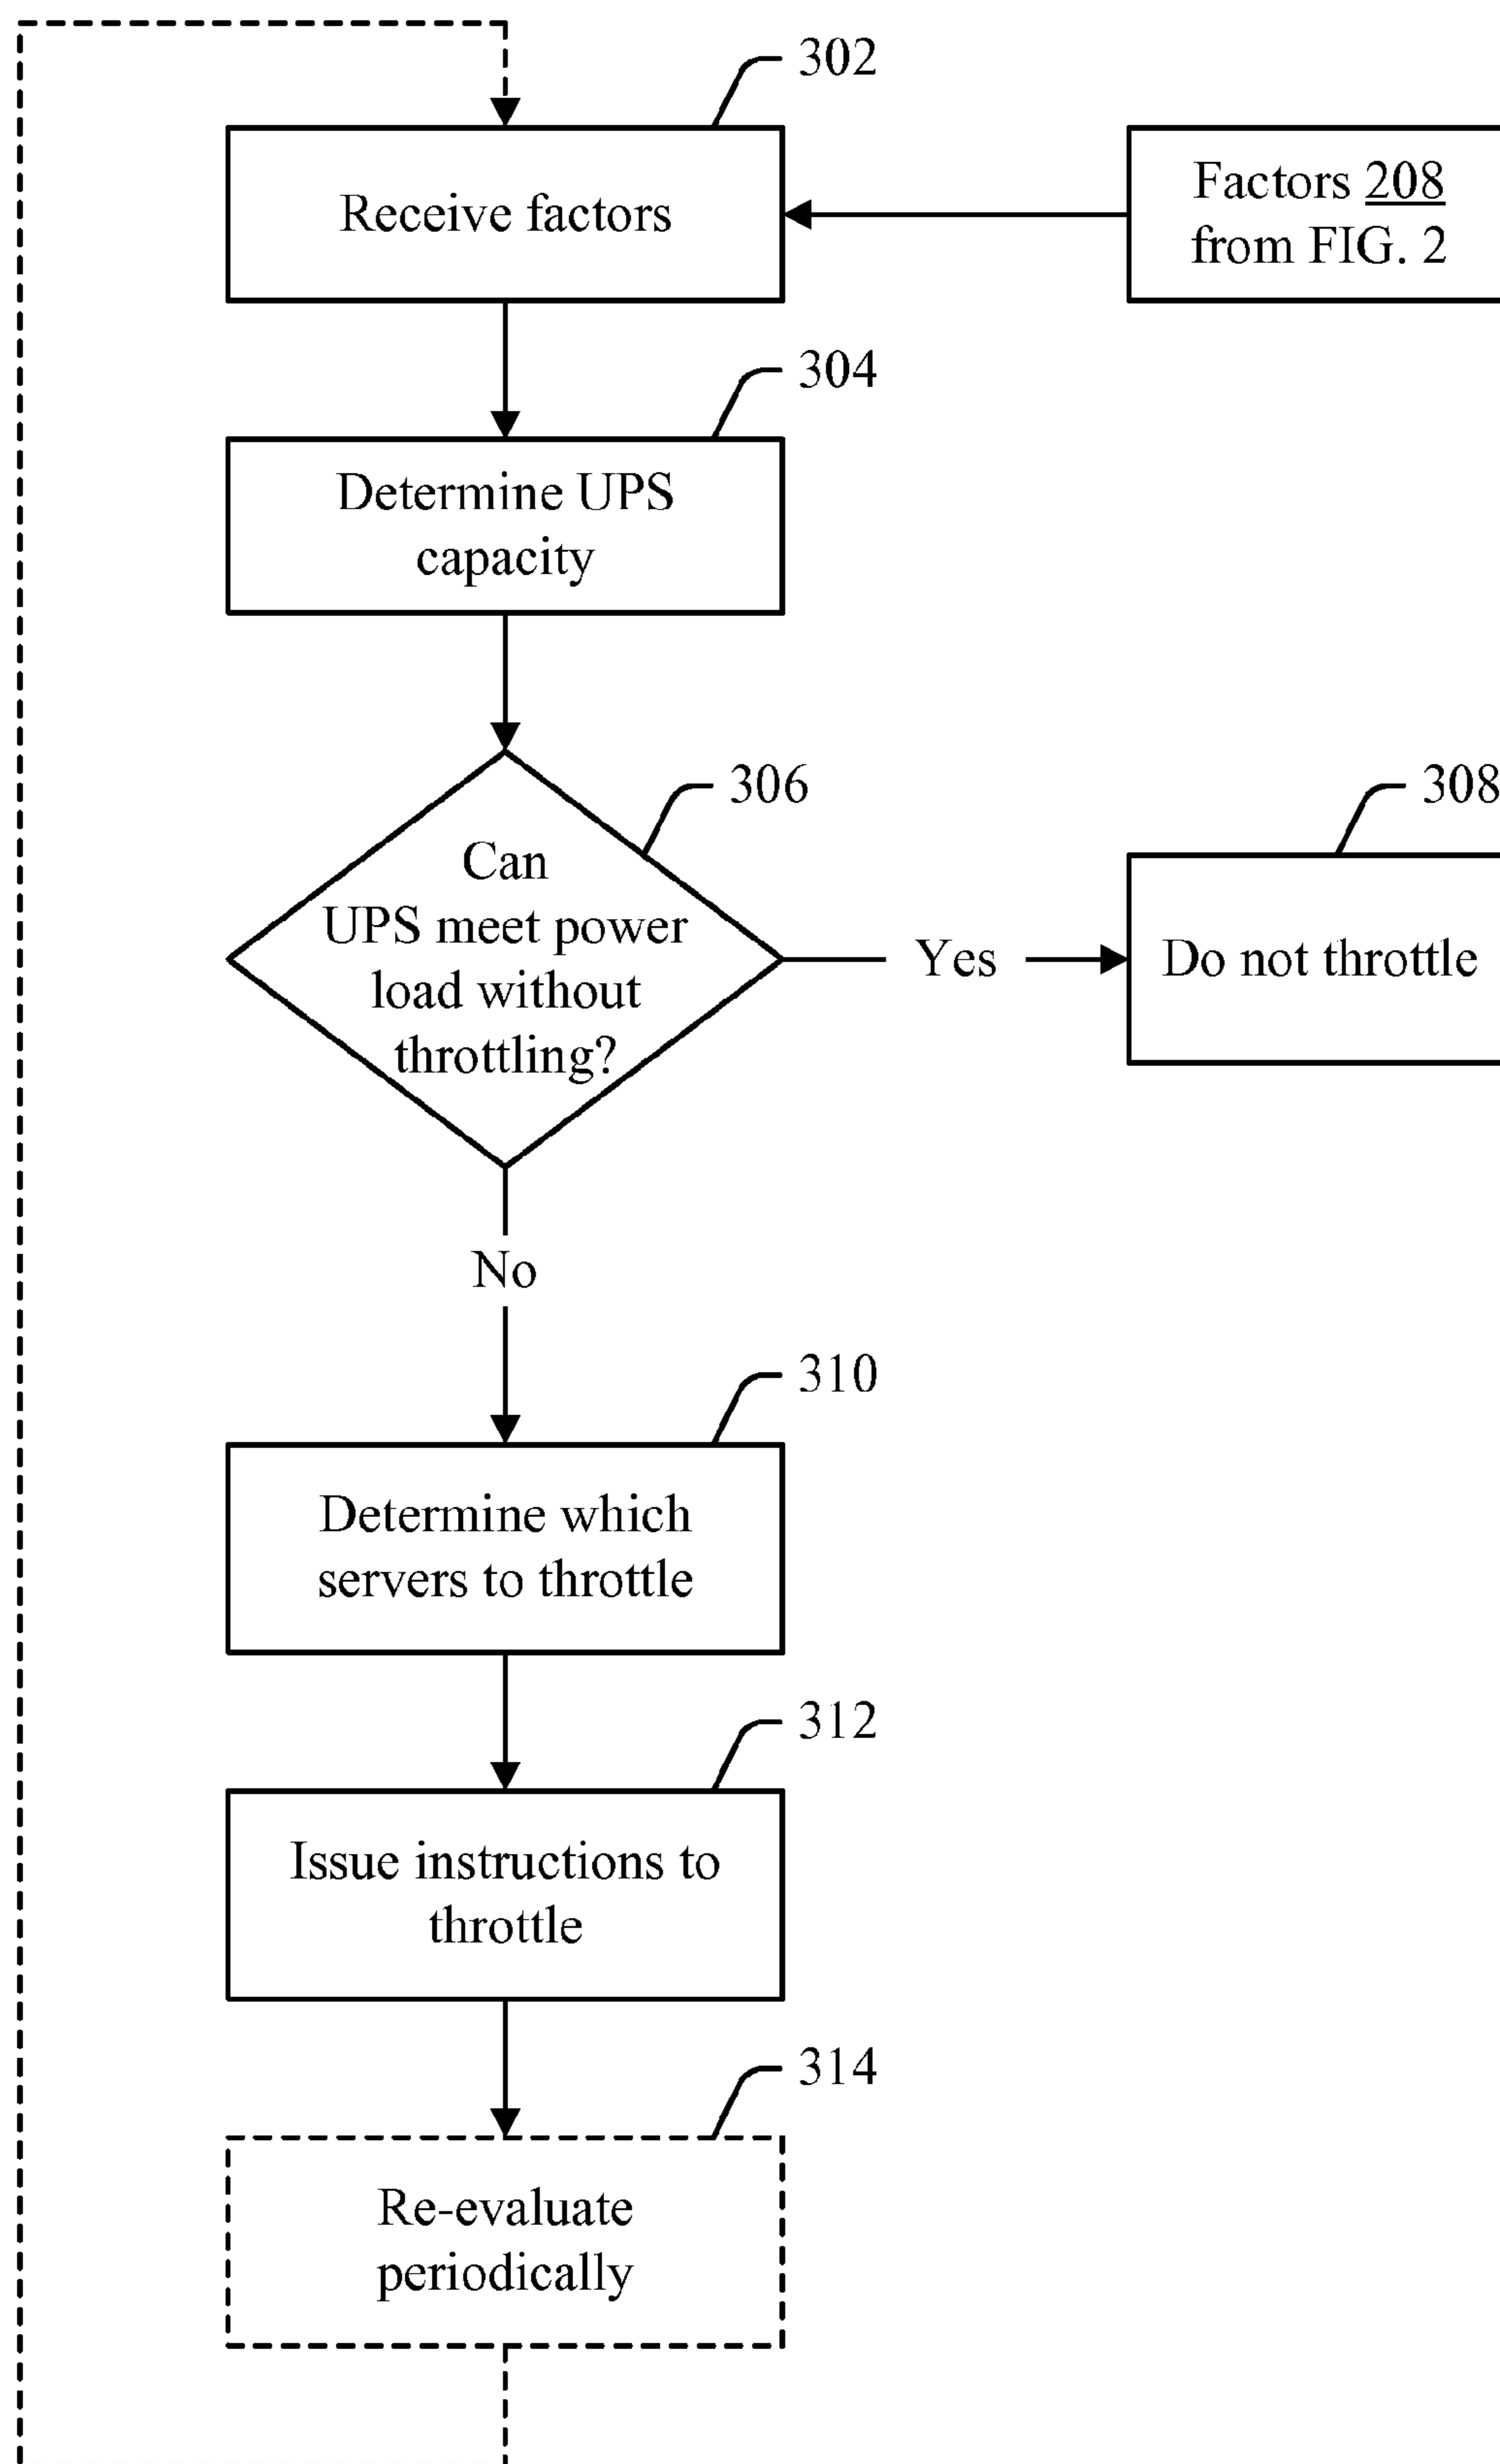 302
Receive factors
Factors 208
from FIG. 2
304
Determine UPS
capacity
306
308
Can
UPS meet power
load without
throttling?
Yes
Do not throttle
No
310
Determine which
servers to throttle
312
Issue instructions to
throttle
314
Re-evaluate
periodically